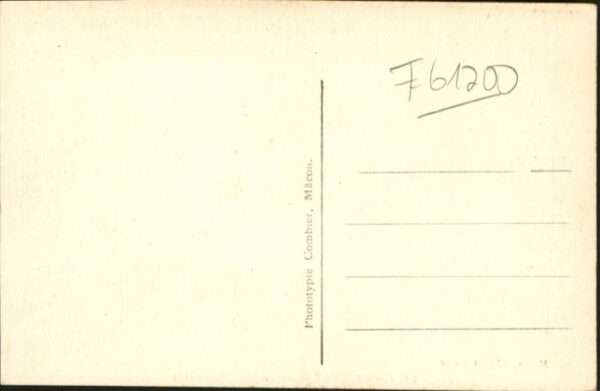 F61200
Phototypie Combier, Mâcon.